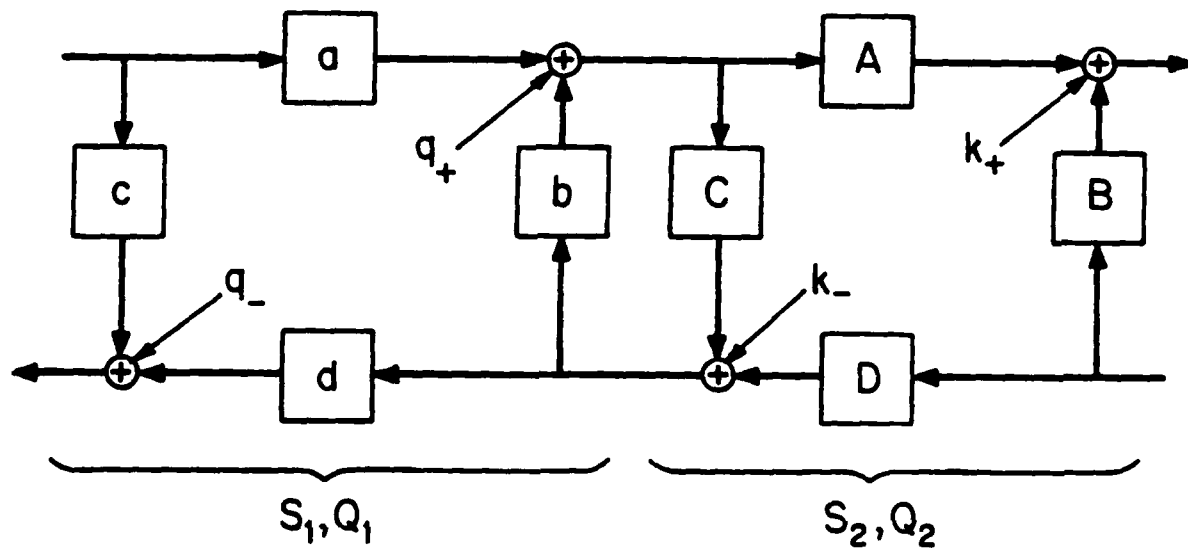 a
+
A
+
q₊
k₊
c
b
C
B
q₋
k₋
+
d
+
D
S₁, Q₁
S₂, Q₂